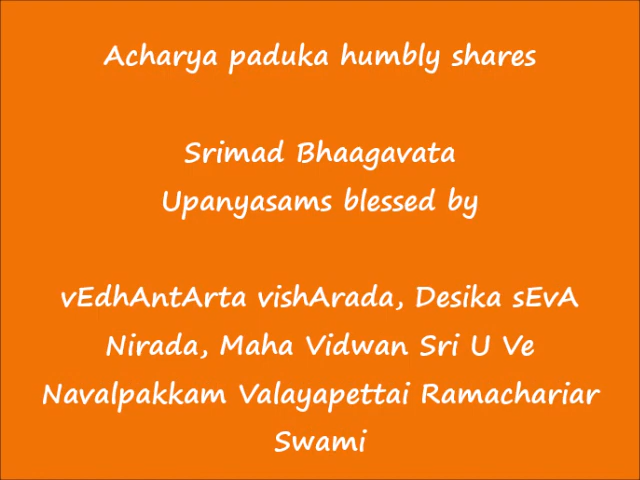 Acharya paduka humbly shares
Srimad Bhaagavata
Upanyasams blessed by
vEdhAntArta vishArada, Desika sEvA
Nirada, Maha Vidwan Sri U Ve
Navalpakkam Valayapettai Ramachariar
Swami